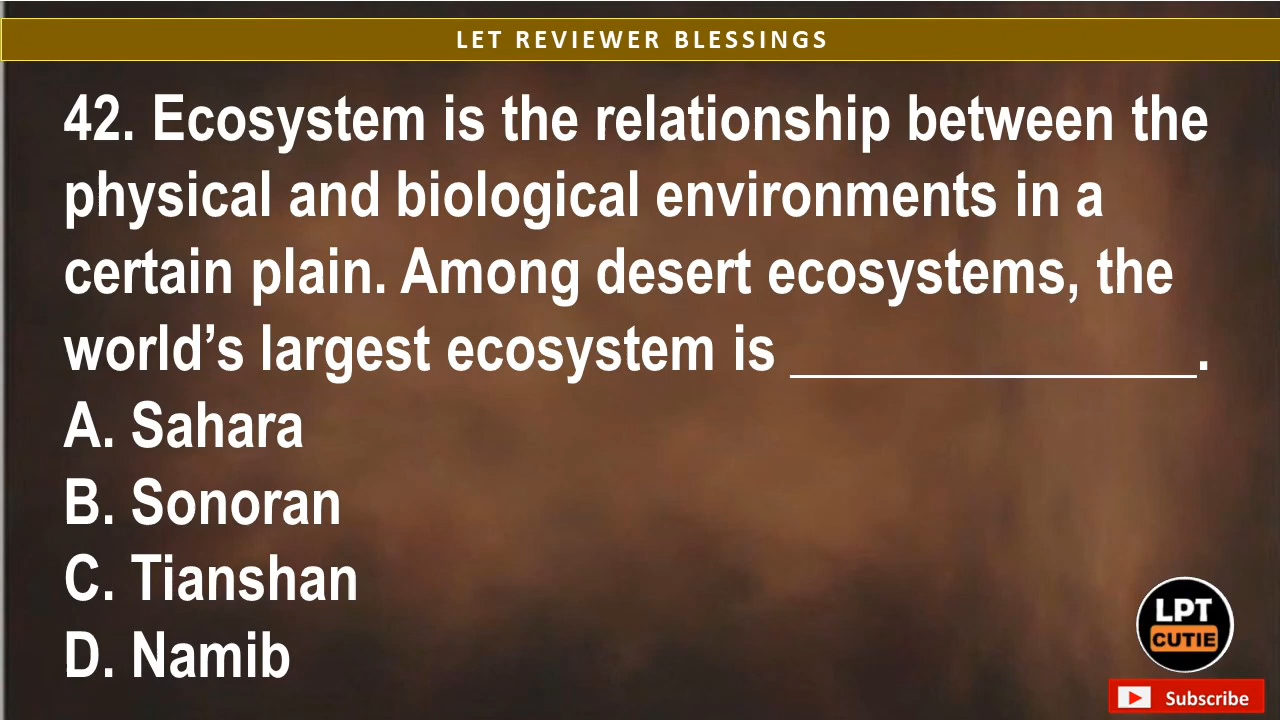 LET REVIEWER BLESSINGS
42. Ecosystem is the relationship between the
physical and biological environments in a
certain plain. Among desert ecosystems, the
world’s largest ecosystem is ________________.
A. Sahara
B. Sonoran
C. Tianshan
D. Namib
LPT
CUTIE
Subscribe